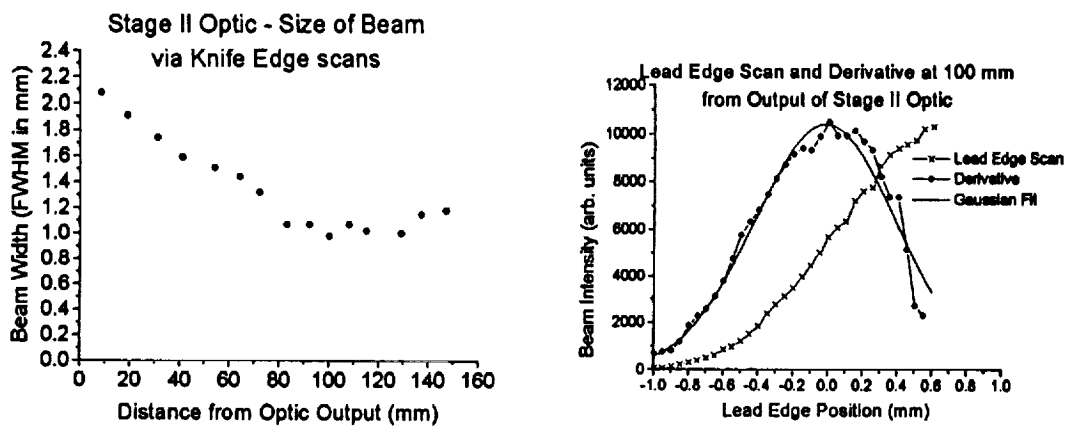 Stage II Optic - Size of Beam
via Knife Edge scans
2.4
2.2
2.0
1.8
1.6
1.4
1.2
1.0
0.8
0.6
0.4
0.2
0.0
0 20 40 60 80 100 120 140 160
Beam Width (FWHM in mm)
Distance from Optic Output (mm)
Lead Edge Scan and Derivative at 100 mm
from Output of Stage II Optic
12000
10000
8000
6000
4000
2000
0
-1.0 -0.8 -0.6 -0.4 -0.2 0.0 0.2 0.4 0.6 0.8 1.0
Beam Intensity (arb. units)
Lead Edge Position (mm)
Lead Edge Scan
Derivative
Gaussian Fit